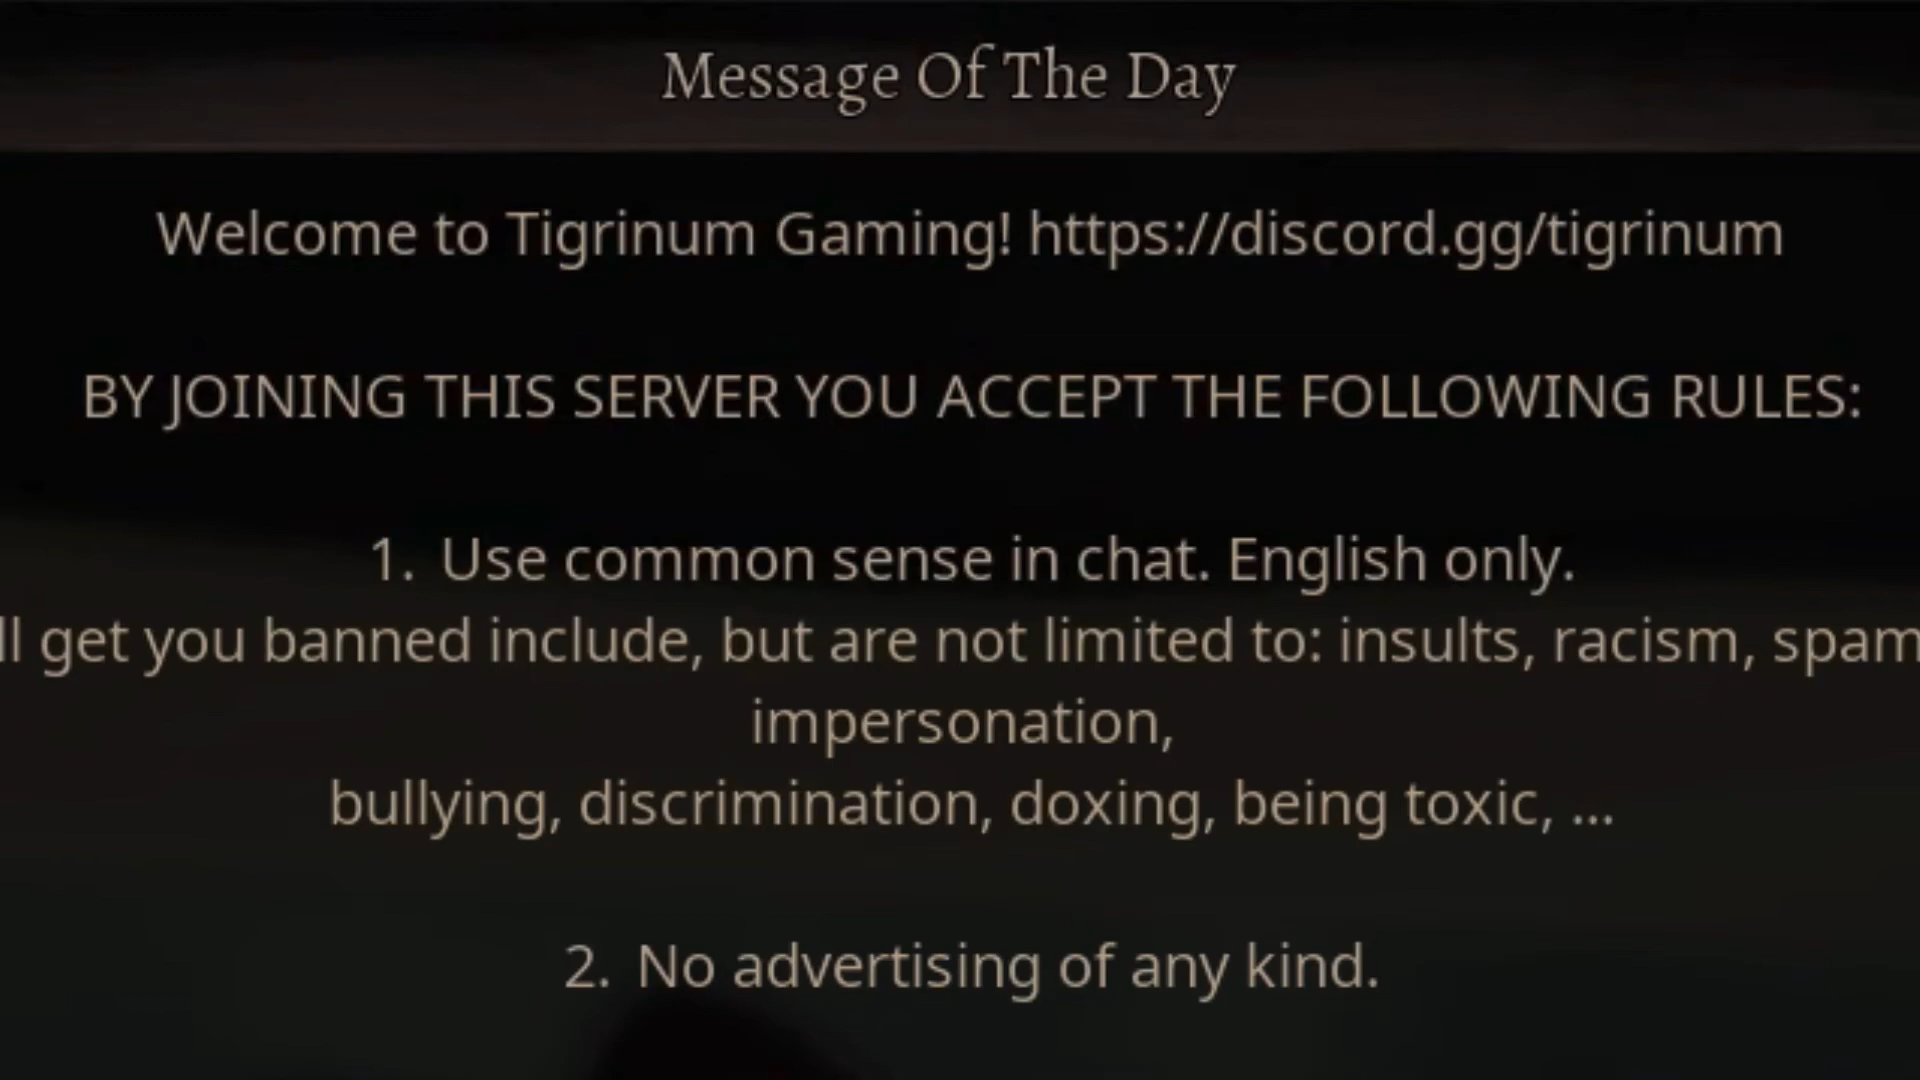 Message Of The Day
Welcome to Tigrinum Gaming! https://discord.gg/tigrinum
BY JOINING THIS SERVER YOU ACCEPT THE FOLLOWING RULES:
1. Use common sense in chat. English only.
get you banned include, but are not limited to: insults, racism, spam
impersonation,
bullying, discrimination, doxing, being toxic, ...
2. No advertising of any kind.